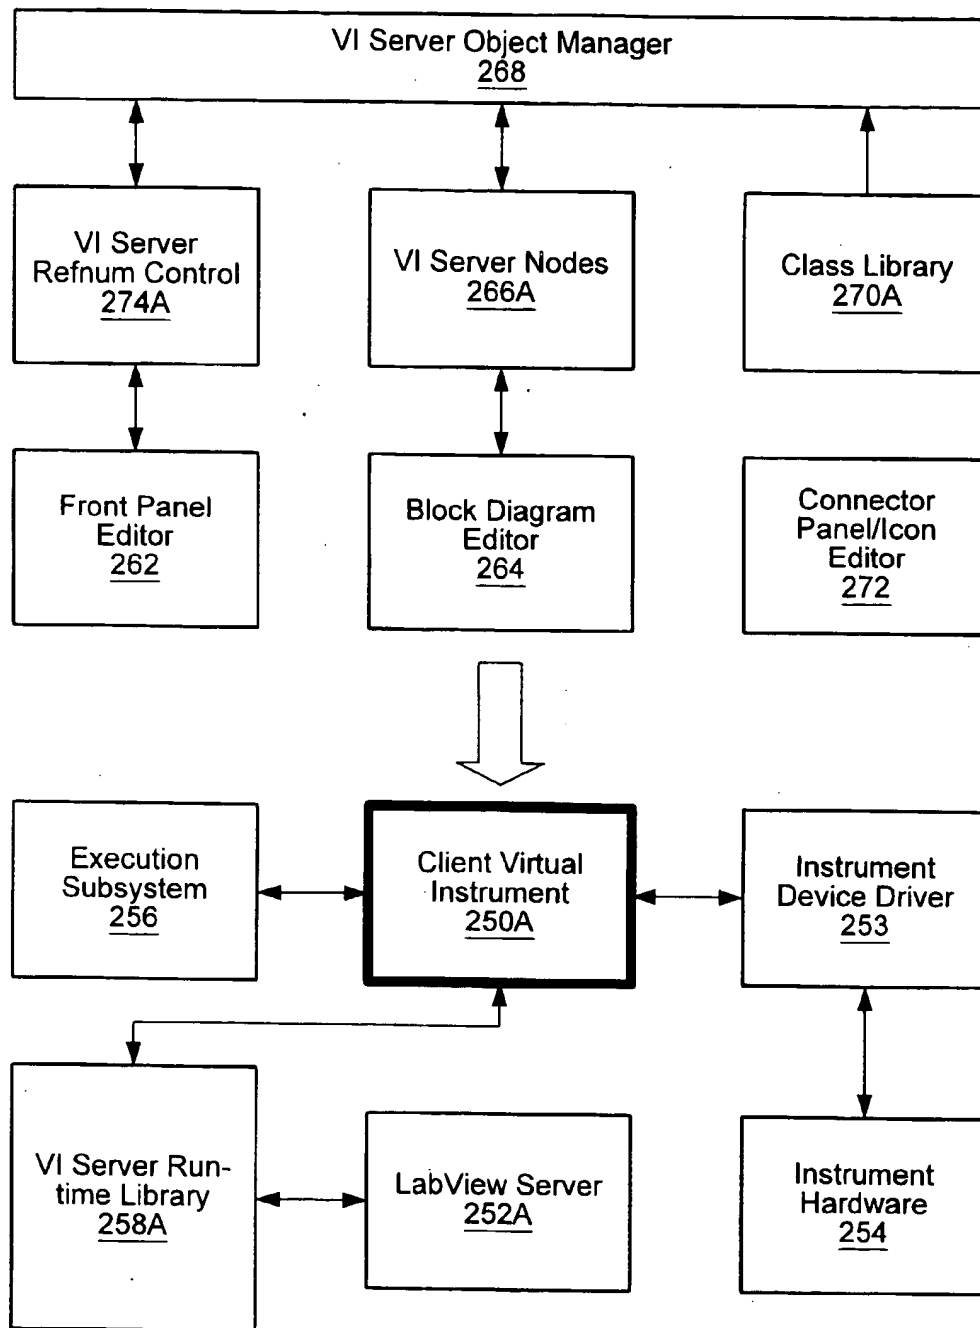 VI Server Object Manager
268
VI Server
Refnum Control
274A
VI Server Nodes
266A
Class Library
270A
Front Panel
Editor
262
Block Diagram
Editor
264
Connector
Panel/Icon
Editor
272
Execution
Subsystem
256
Client Virtual
Instrument
250A
Instrument
Device Driver
253
VI Server Run-
time Library
258A
LabView Server
252A
Instrument
Hardware
254